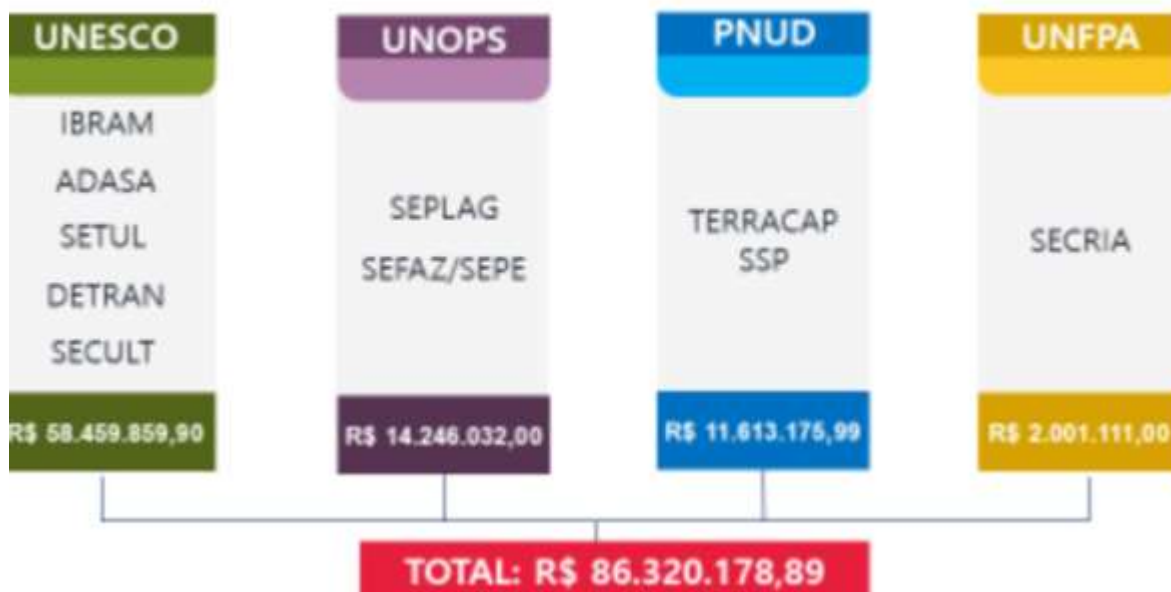 UNESCO
IBRAM
ADASA
SETUL
DETRAN
SECULT
R$ 58.459.859,90
UNOPS
SEPLAG
SEFAZ/SEPE
R$ 14.246.032,00
PNUD
TERRACAP
SSP
R$ 11.613.175,99
UNFPA
SECRIA
R$ 2.001.111,00
TOTAL: R$ 86.320.178,89